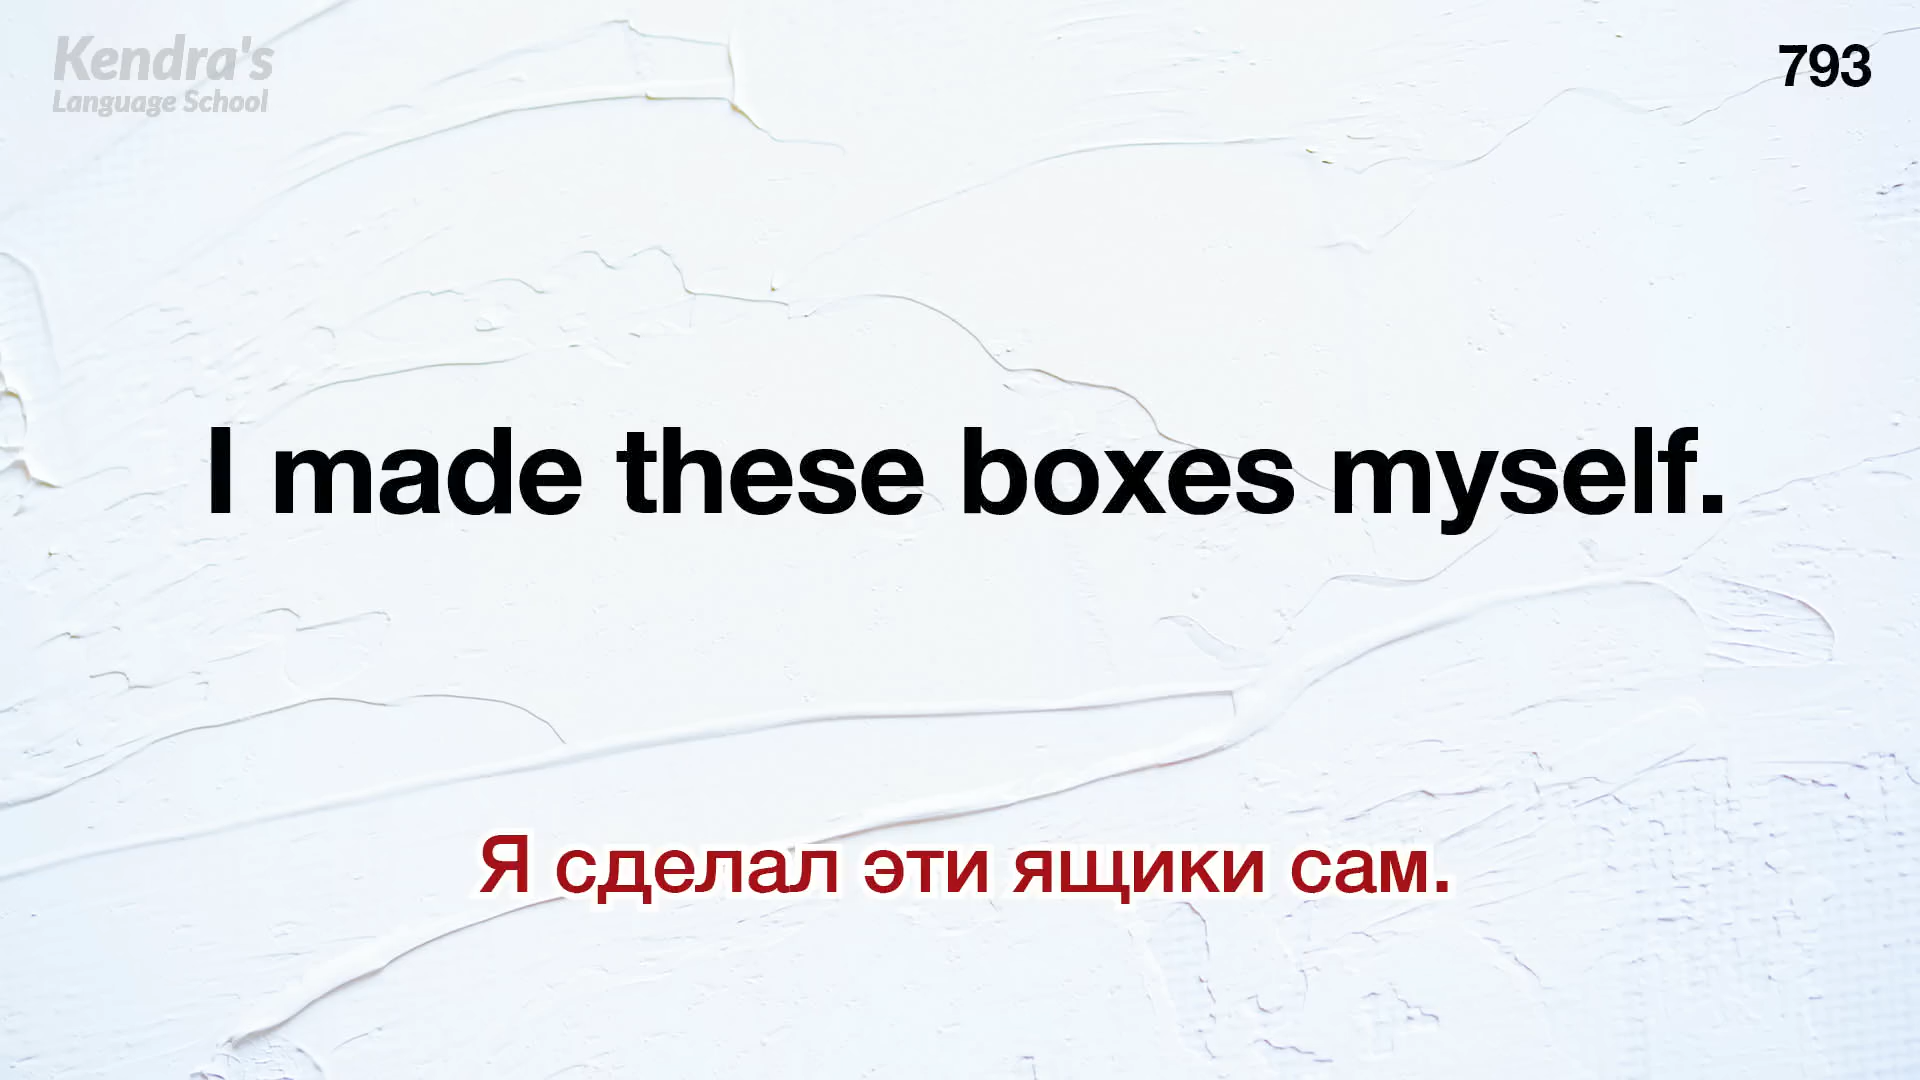 Kendra's
Language School
793
I made these boxes myself.
Я сделал эти ящики сам.